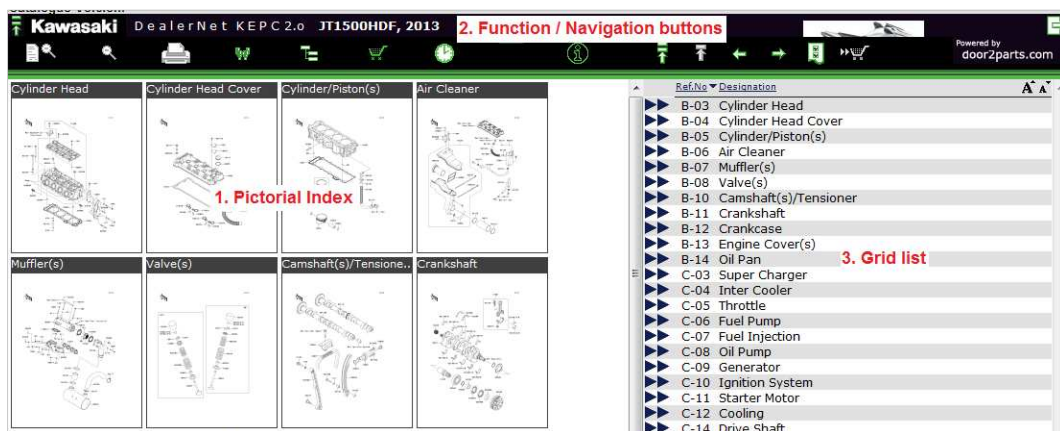 Kawasaki DealerNet KEPC2.0 JT1500HDF, 2013 2. Function / Navigation buttons
Powered by
door2parts.com
Cylinder Head Cylinder Head Cover Cylinder/Piston(s) Air Cleaner
1. Pictorial Index
Muffler(s) Valve(s) Camshaft(s)/Tensione.. Crankshaft
Ref.No Designation A A
B-03 Cylinder Head
B-04 Cylinder Head Cover
B-05 Cylinder/Piston(s)
B-06 Air Cleaner
B-07 Muffler(s)
B-08 Valve(s)
B-10 Camshaft(s)/Tensioner
B-11 Crankshaft
B-12 Crankcase
B-13 Engine Cover(s)
B-14 Oil Pan 3. Grid list
C-03 Super Charger
C-04 Inter Cooler
C-05 Throttle
C-06 Fuel Pump
C-07 Fuel Injection
C-08 Oil Pump
C-09 Generator
C-10 Ignition System
C-11 Starter Motor
C-12 Cooling
C-14 Drive Shaft